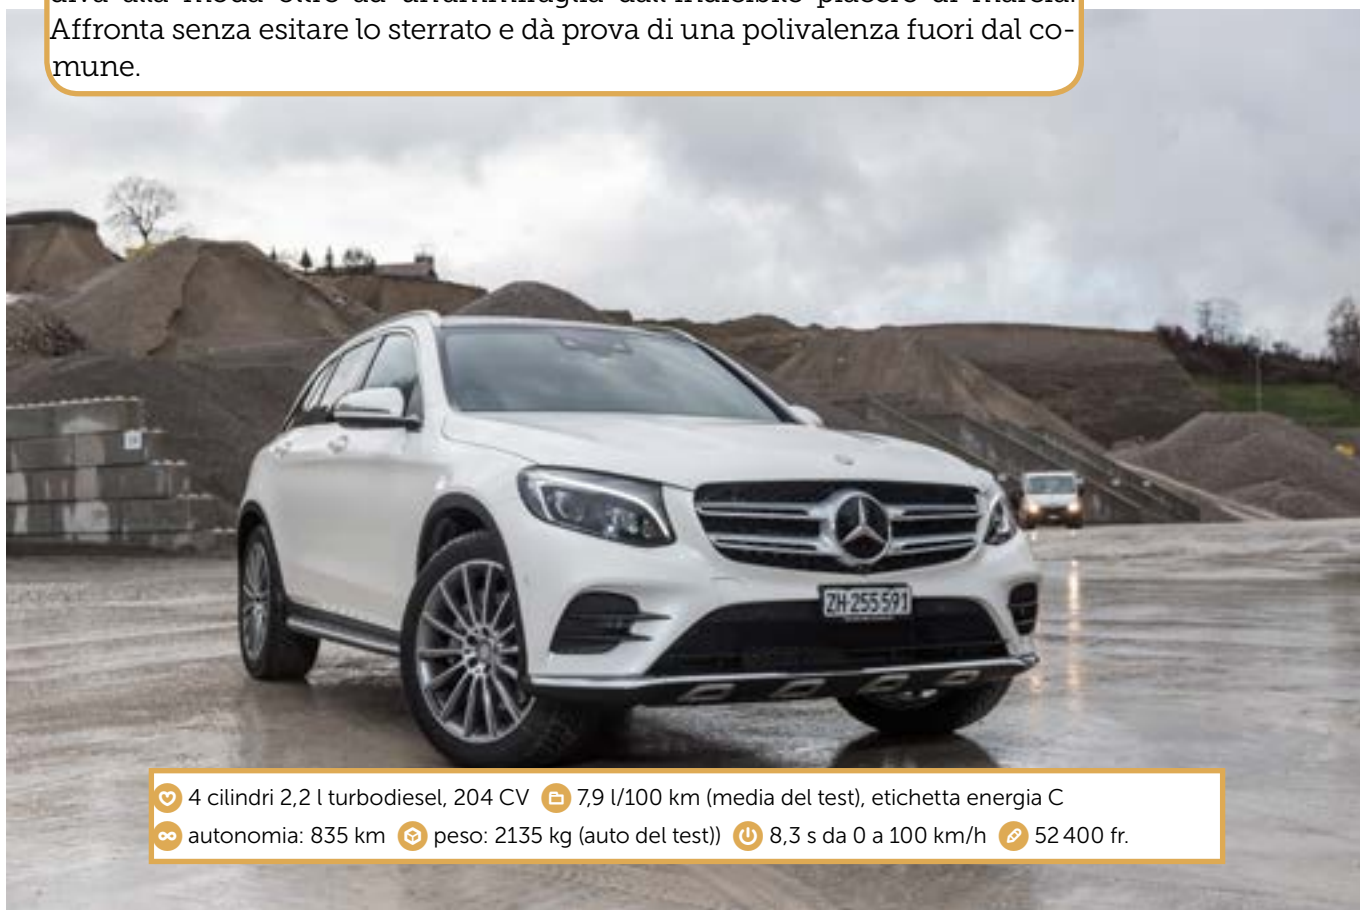 Affronta senza esitare lo sterrato e dà prova di una polivalenza fuori dal co-
mune.
ZH·255591
4 cilindri 2,2 l turbodiesel, 204 CV 7,9 l/100 km (media del test), etichetta energia C
autonomia: 835 km peso: 2135 kg (auto del test)) 8,3 s da 0 a 100 km/h 52 400 fr.